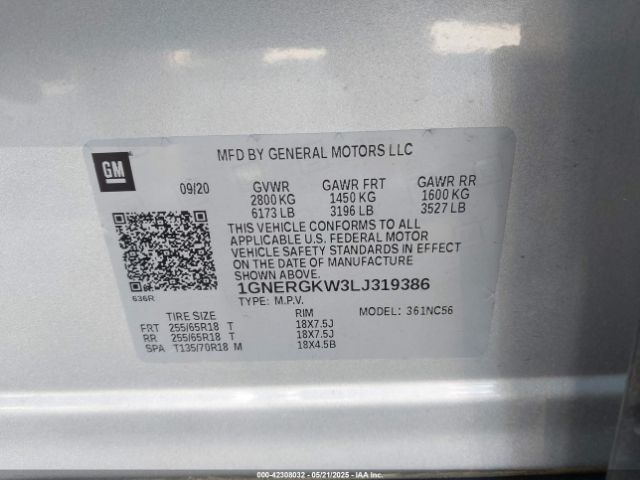 GM
MFD BY GENERAL MOTORS LLC
09/20 GVWR GAWR FRT GAWR RR
2800 KG 1450 KG 1600 KG
6173 LB 3196 LB 3527 LB
THIS VEHICLE CONFORMS TO ALL
APPLICABLE U.S. FEDERAL MOTOR
VEHICLE SAFETY STANDARDS IN EFFECT
ON THE DATE OF MANUFACTURE
SHOWN ABOVE.
636R
1GNERGKW3LJ319386
TYPE: M.P.V. MODEL: 361NC56
TIRE SIZE RIM
FRT 255/65R18 T 18X7.5J
RR 255/65R18 T 18X7.5J
SPA T135/70R18 M 18X4.5B
000-42308032 - 05/21/2025 - IAA Inc.